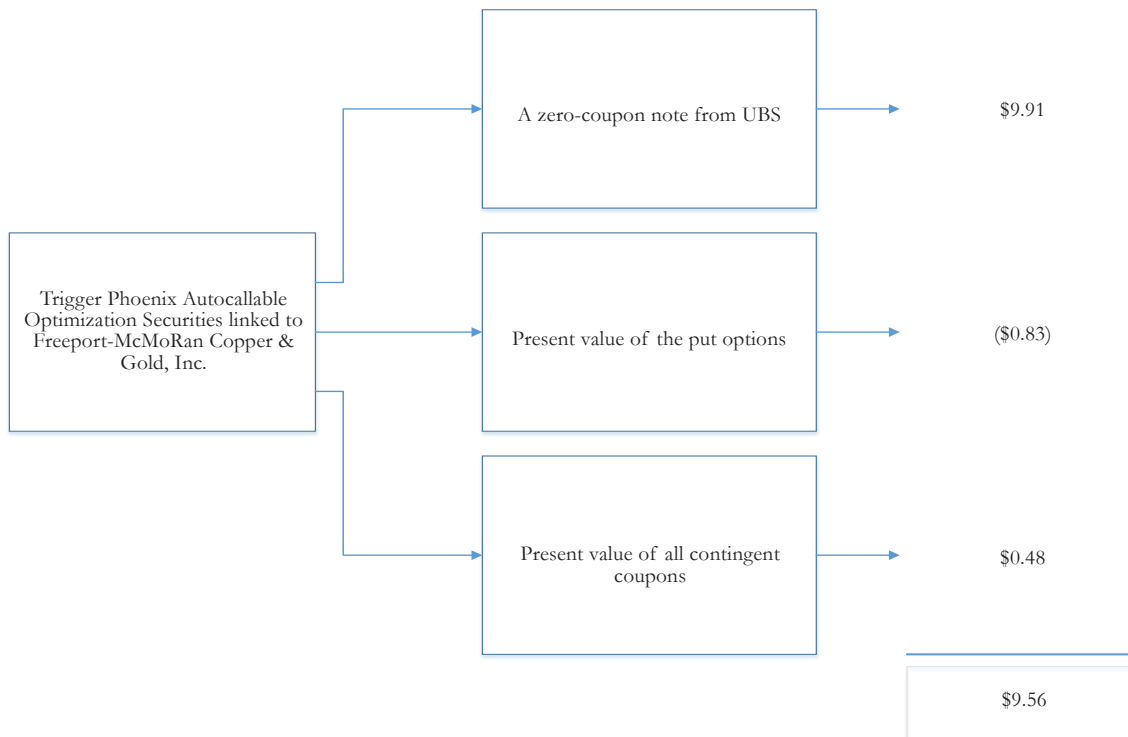 A zero-coupon note from UBS
$9.91
Trigger Phoenix Autocallable
Optimization Securities linked to
Freeport-McMoRan Copper &
Gold, Inc.
Present value of the put options
($0.83)
Present value of all contingent
coupons
$0.48
$9.56